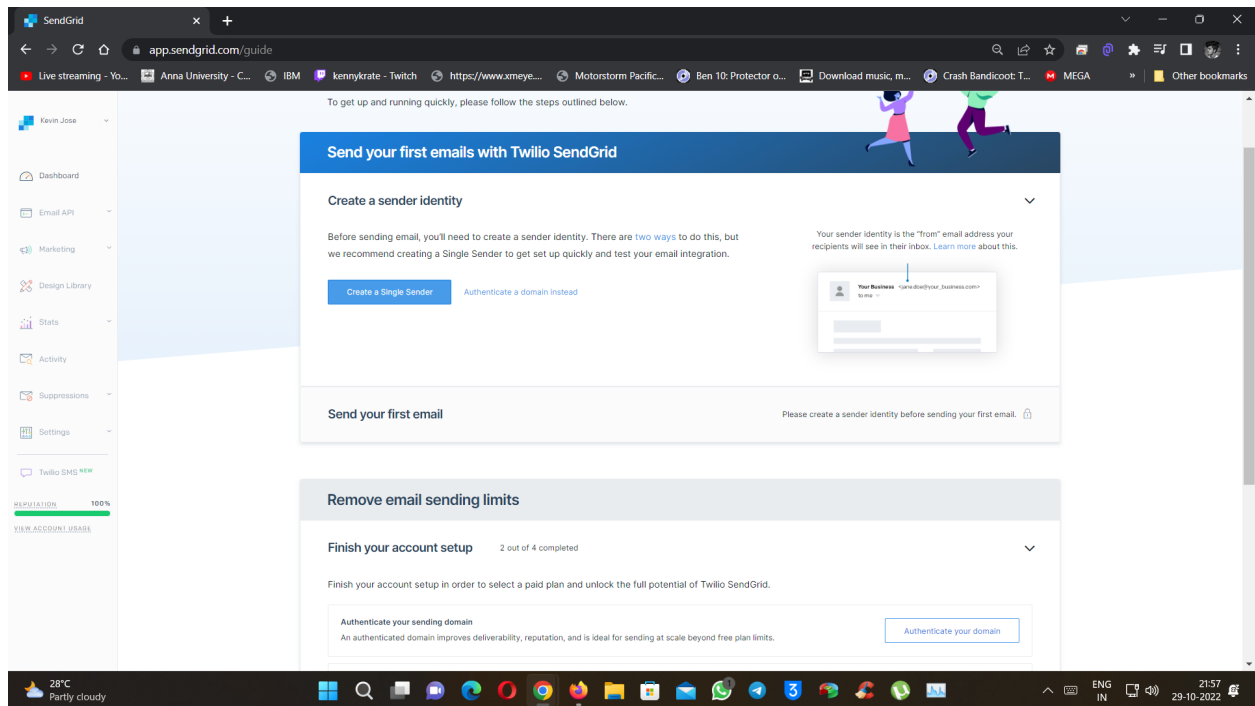 SendGrid
app.sendgrid.com/guide
Live streaming - Yo...
Anna University - C...
IBM
kennykrate - Twitch
https://www.xmeye....
Motorstorm Pacific...
Ben 10: Protector o...
Download music, m...
Crash Bandicoot: T...
MEGA
»
Other bookmarks
Kevin Jose
Dashboard
Email API
Marketing
Design Library
Stats
Activity
Suppressions
Settings
Twilio SMS NEW
REPUTATION 100%
VIEW ACCOUNT USAGE
To get up and running quickly, please follow the steps outlined below.
Send your first emails with Twilio SendGrid
Create a sender identity
Before sending email, you'll need to create a sender identity. There are two ways to do this, but
we recommend creating a Single Sender to get set up quickly and test your email integration.
Create a Single Sender
Authenticate a domain instead
Your sender identity is the "from" email address your
recipients will see in their inbox. Learn more about this.
Your Business <jane.doe@your_business.com>
to me
Send your first email
Please create a sender identity before sending your first email.
Remove email sending limits
Finish your account setup 2 out of 4 completed
Finish your account setup in order to select a paid plan and unlock the full potential of Twilio SendGrid.
Authenticate your sending domain
An authenticated domain improves deliverability, reputation, and is ideal for sending at scale beyond free plan limits.
Authenticate your domain
28°C
Partly cloudy
1
3
ENG
IN
21:57
29-10-2022